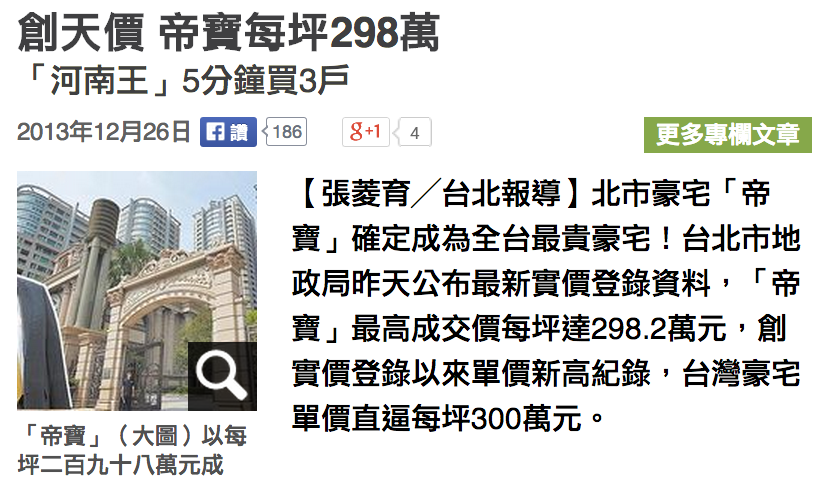 創天價 帝寶每坪298萬
「河南王」5分鐘買3戶
2013年12月26日 讚 186 g+1 4 更多專欄文章
【張菱育╱台北報導】北市豪宅「帝
寶」確定成為全台最貴豪宅！台北市地
政局昨天公布最新實價登錄資料，「帝
寶」最高成交價每坪達298.2萬元，創
實價登錄以來單價新高紀錄，台灣豪宅
單價直逼每坪300萬元。
「帝寶」（大圖）以每
坪二百九十八萬元成